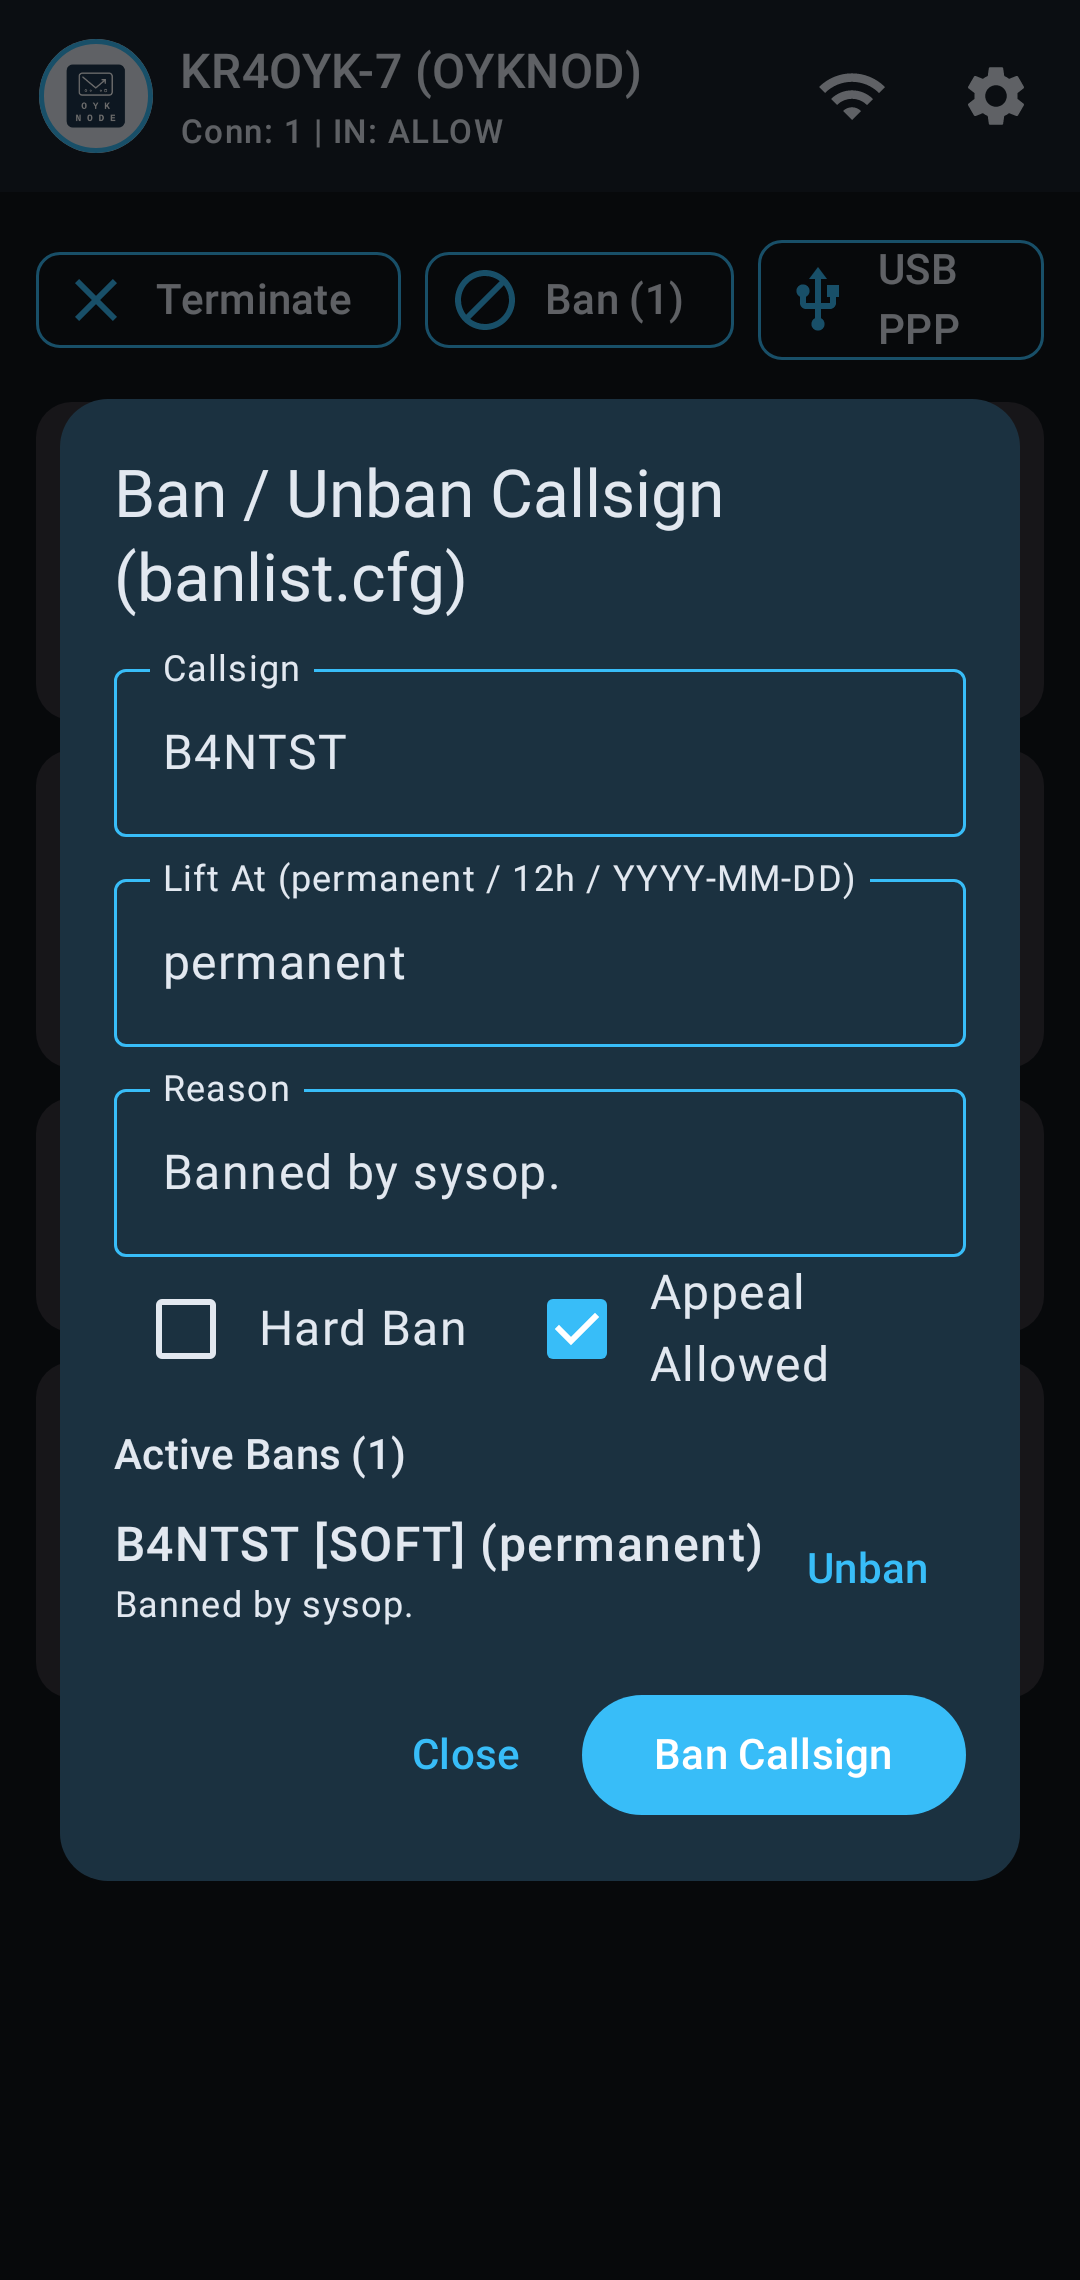 O Y K
N O D E
KR4OYK-7 (OYKNOD)
Conn: 1 | IN: ALLOW
Terminate
Ban (1)
USB
PPP
Ban / Unban Callsign
(banlist.cfg)
Callsign
B4NTST
Lift At (permanent / 12h / YYYY-MM-DD)
permanent
Reason
Banned by sysop.
Hard Ban
Appeal
Allowed
Active Bans (1)
B4NTST [SOFT] (permanent)
Unban
Banned by sysop.
Close
Ban Callsign